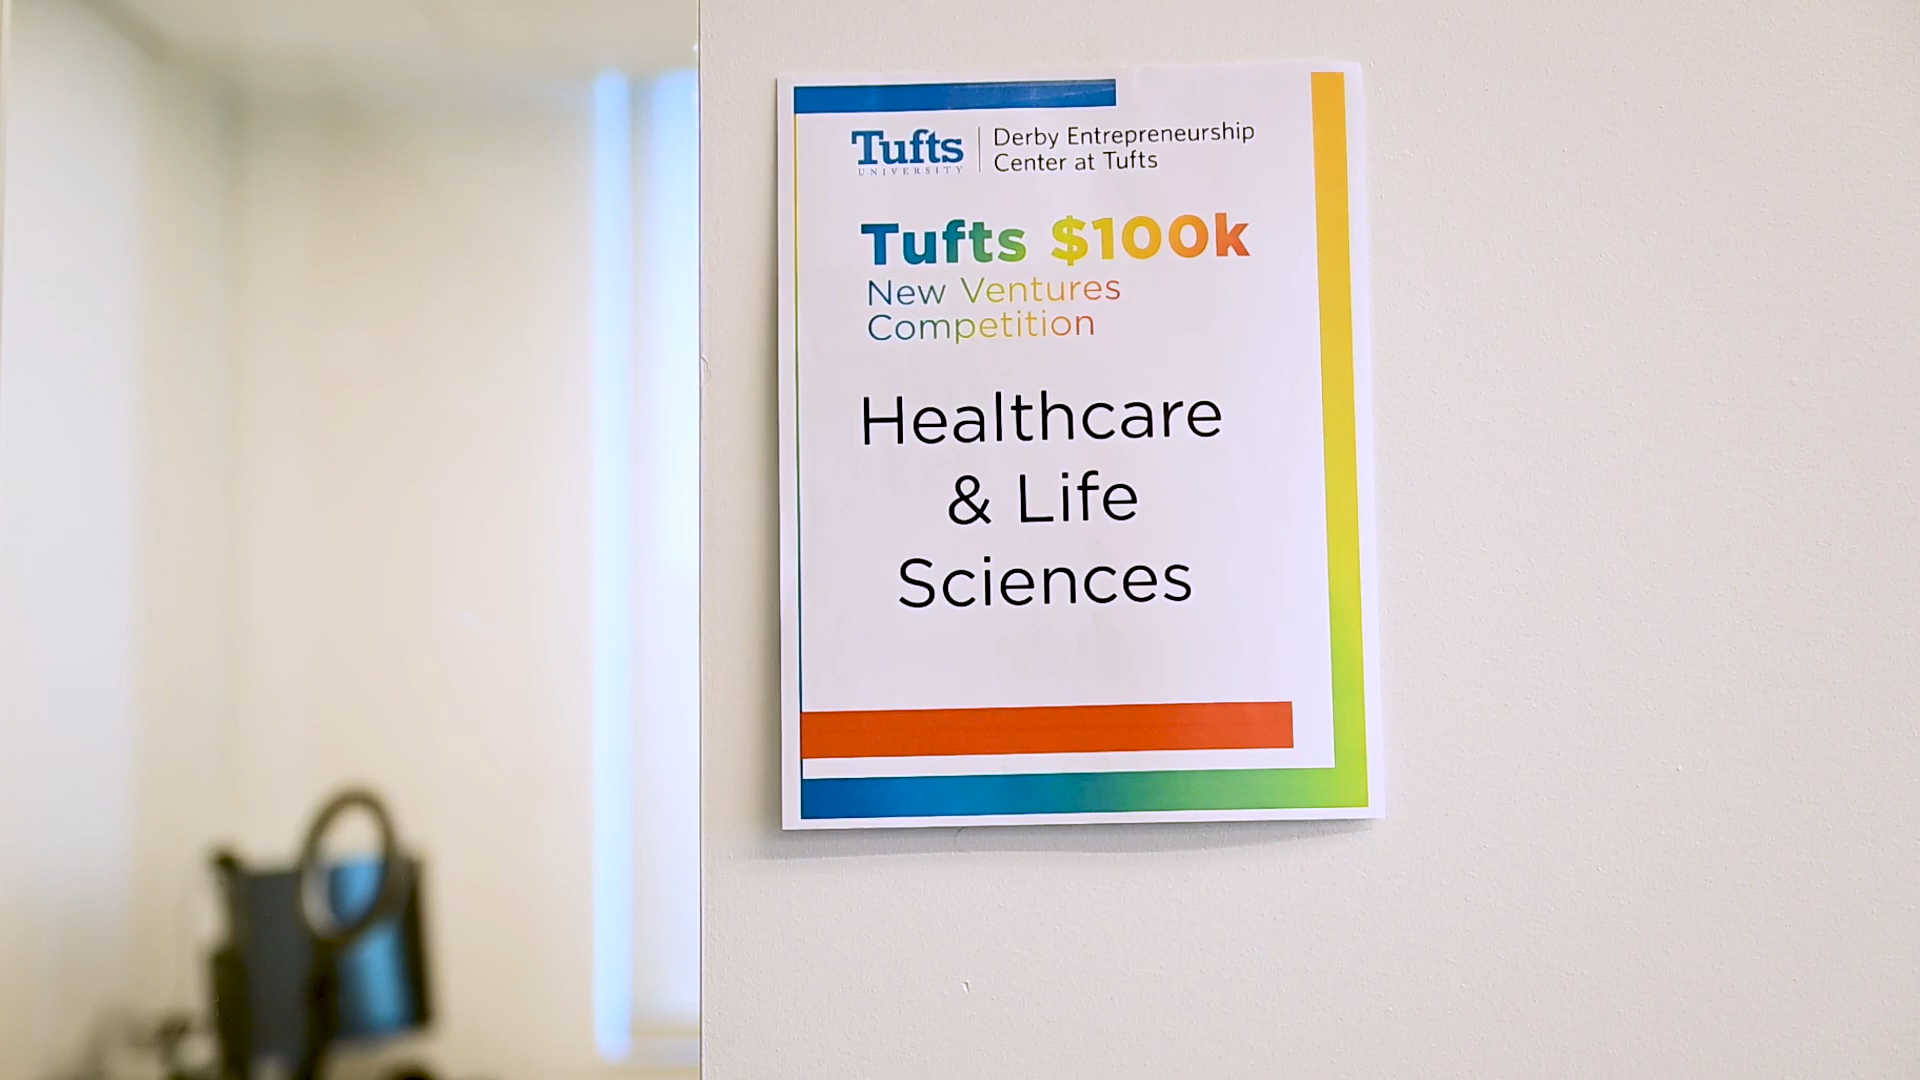 Tufts
UNIVERSITY
Derby Entrepreneurship
Center at Tufts
Tufts $100k
New Ventures
Competition
Healthcare
& Life
Sciences